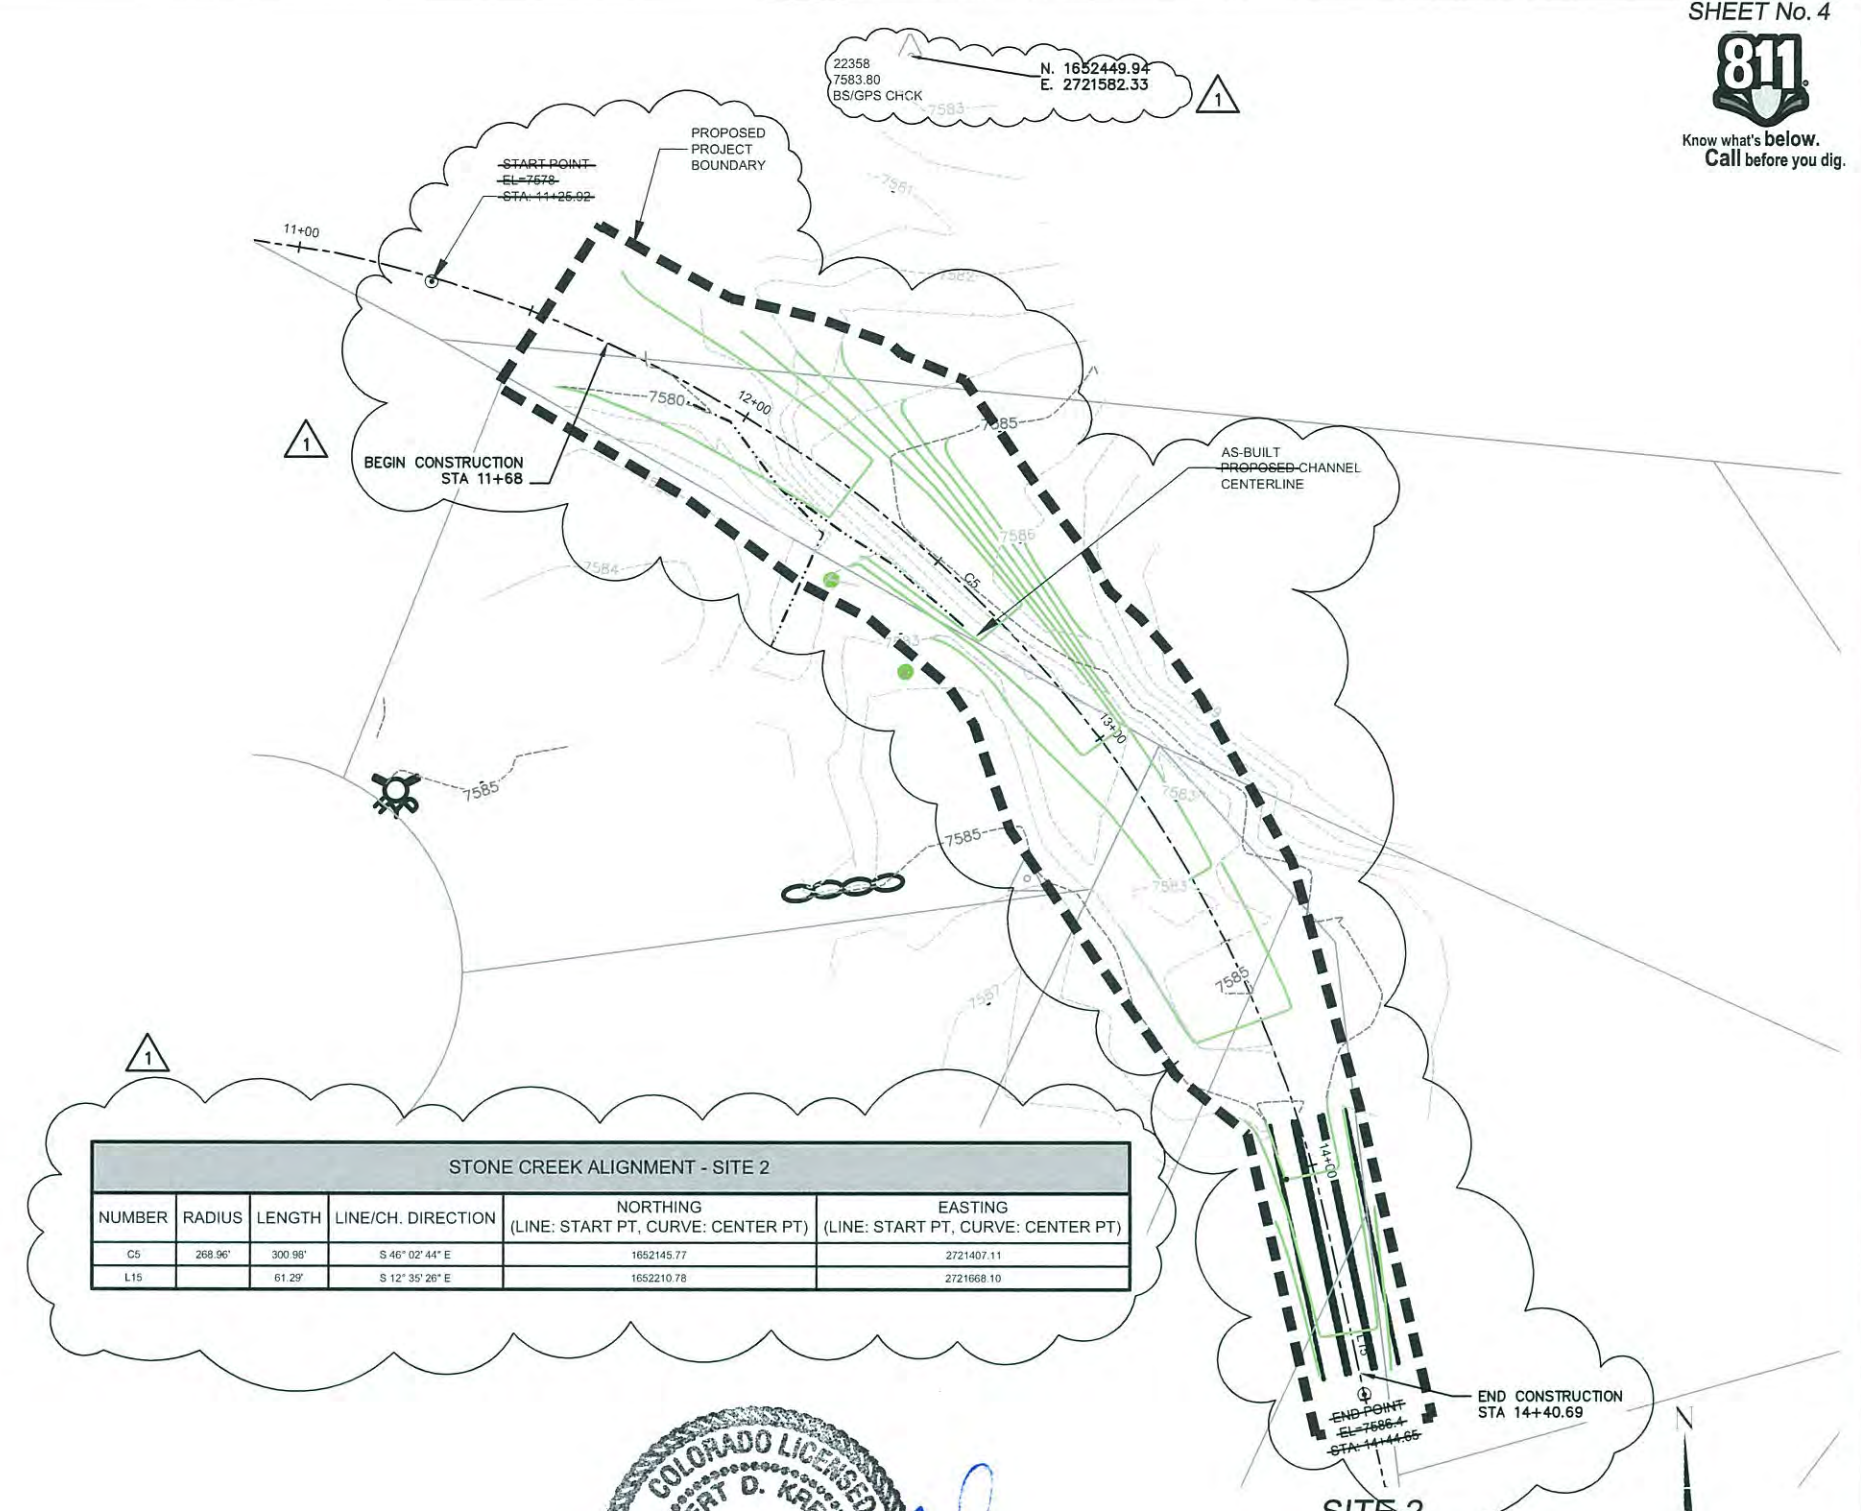 SHEET No. 4
811
Know what's below.
Call before you dig.
22358
7583.80
BS/GPS CHCK
N. 1652449.94
E. 2721582.33
1
7583
PROPOSED
PROJECT
BOUNDARY
START POINT
EL=7578
STA: 11+25.92
7581
11+00
7582
7580
12+00
7585
1
BEGIN CONSTRUCTION
STA 11+68
AS-BUILT
PROPOSED CHANNEL
CENTERLINE
7586
7584
C5
7583
13+00
7585
7583
7585
7583
7585
7587
1
STONE CREEK ALIGNMENT - SITE 2
NUMBER RADIUS LENGTH LINE/CH. DIRECTION NORTHING (LINE: START PT, CURVE: CENTER PT) EASTING (LINE: START PT, CURVE: CENTER PT)
C5 268.96' 300.98' S 46° 02' 44" E 1652145.77 2721407.11
L15 61.29' S 12° 35' 26" E 1652210.78 2721668.10
14+00
L15
END CONSTRUCTION
STA 14+40.69
END POINT
EL=7586.4
STA: 14+44.65
COLORADO LICENSED
D.
N
SITE 2